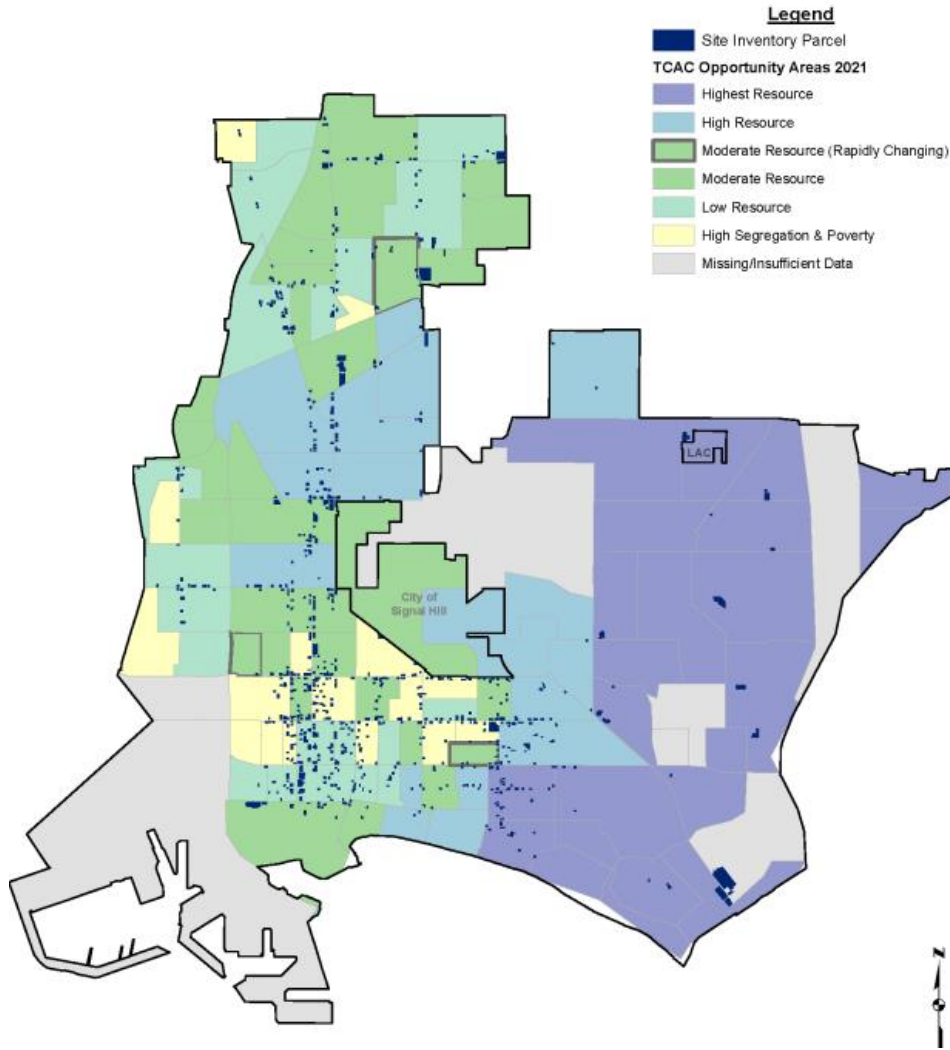 Legend
Site Inventory Parcel
TCAC Opportunity Areas 2021
Highest Resource
High Resource
Moderate Resource (Rapidly Changing)
Moderate Resource
Low Resource
High Segregation & Poverty
Missing/Insufficient Data
LAC
City of
Signal Hill
N